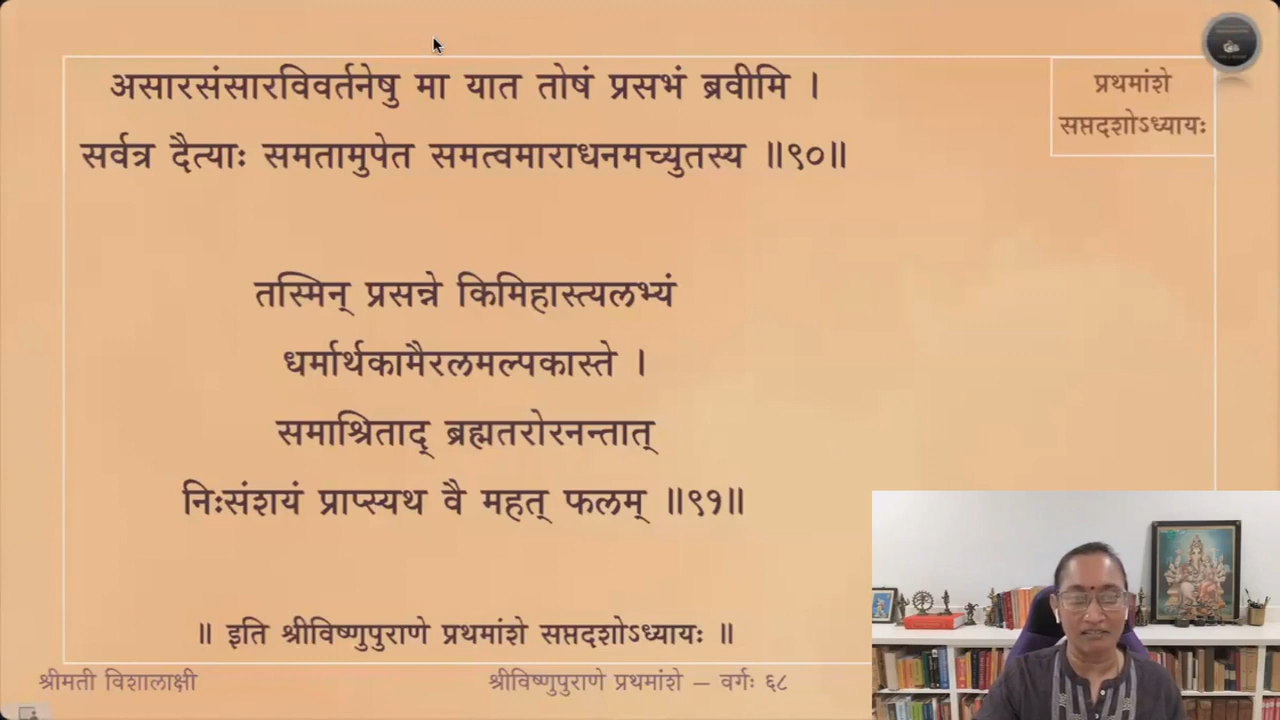 असारसंसारविवर्तनेषु मा यात तोषं प्रसभं ब्रवीमि ।
सर्वत्र दैत्याः समतामुपेत समत्वमाराधनमच्युतस्य ॥९०॥
तस्मिन् प्रसन्ने किमिहास्त्यलभ्यं
धर्मार्थकामैरलमल्पकास्ते ।
समाश्रिताद् ब्रह्मतरोरनन्तात्
निःसंशयं प्राप्स्यथ वै महत् फलम् ॥९१॥
॥ इति श्रीविष्णुपुराणे प्रथमांशे सप्तदशोऽध्यायः ॥
प्रथमांशे
सप्तदशोऽध्यायः
श्रीमती विशालाक्षी
श्रीविष्णुपुराणे प्रथमांशे – वर्गः ६८